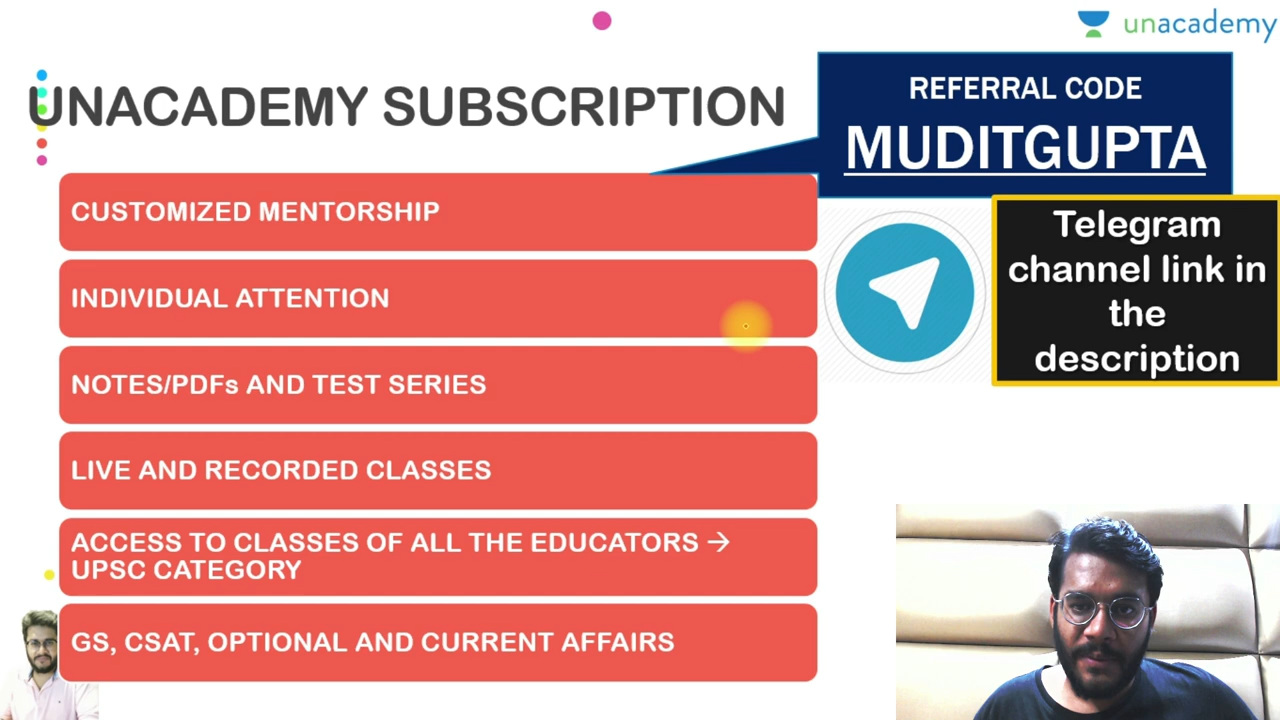 unacademy
UNACADEMY SUBSCRIPTION
REFERRAL CODE
MUDITGUPTA
CUSTOMIZED MENTORSHIP
INDIVIDUAL ATTENTION
NOTES/PDFs AND TEST SERIES
LIVE AND RECORDED CLASSES
ACCESS TO CLASSES OF ALL THE EDUCATORS →
UPSC CATEGORY
GS, CSAT, OPTIONAL AND CURRENT AFFAIRS
Telegram
channel link in
the
description